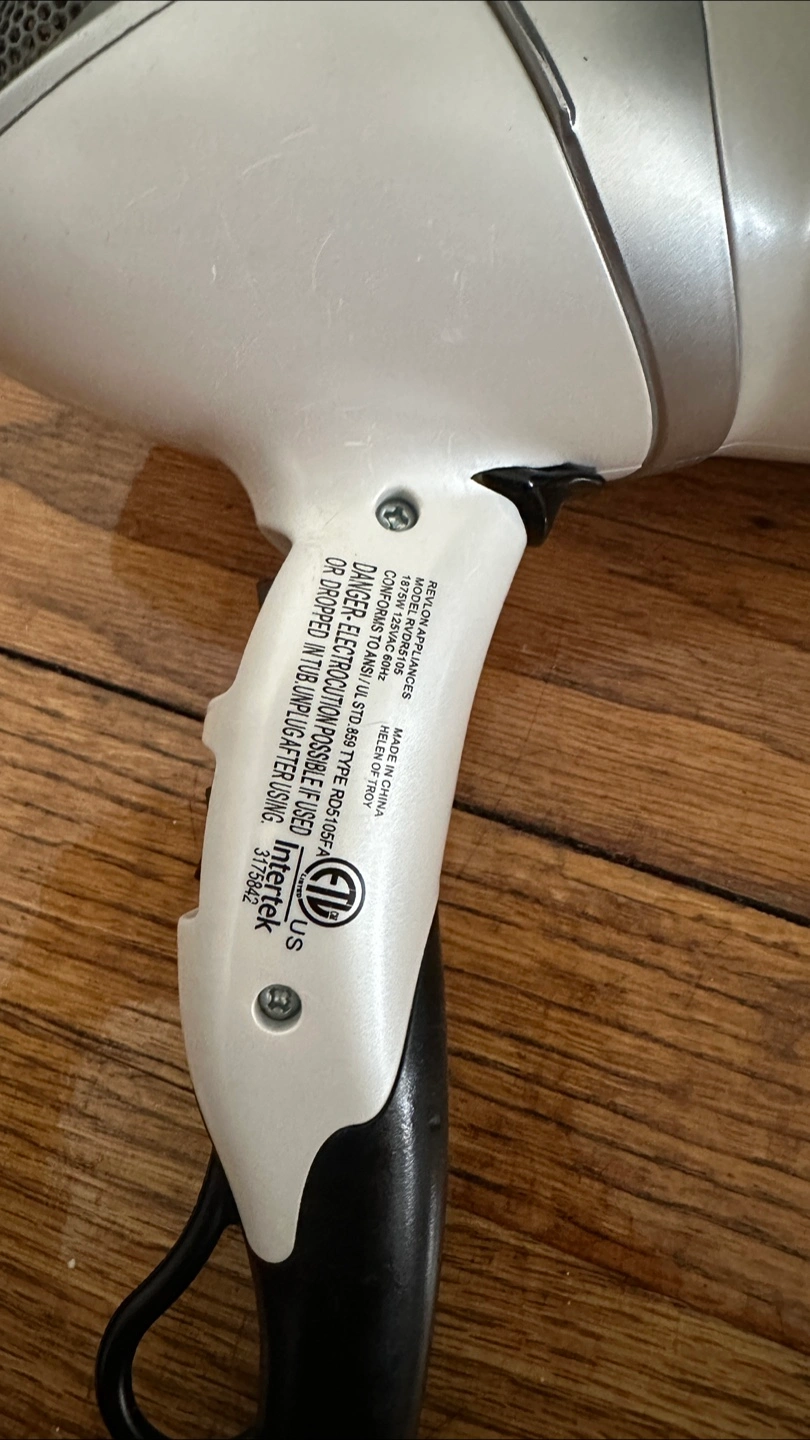 REVLON APPLIANCES
MODEL RVDR5105
1875W 125VAC 60Hz
MADE IN CHINA
HELEN OF TROY
CONFORMS TO ANSI / UL STD. 859 TYPE RD5105FA
DANGER- ELECTROCUTION POSSIBLE IF USED
OR DROPPED IN TUB. UNPLUG AFTER USING.
ETL
LISTED
US
Intertek
3175842